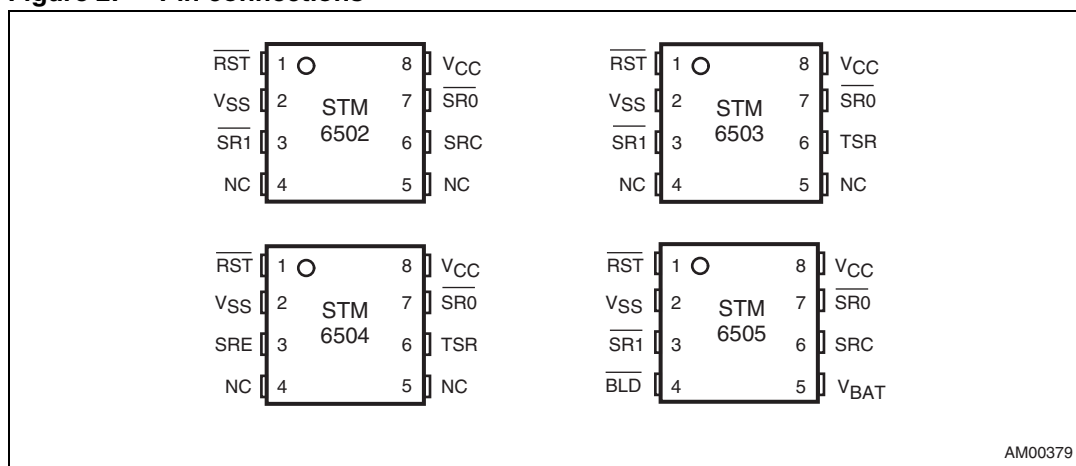 Figure 2. Pin connections
RST 1 8 VCC
VSS 2 STM 6502 7 SR0
SR1 3 6 SRC
NC 4 5 NC
RST 1 8 VCC
VSS 2 STM 6503 7 SR0
SR1 3 6 TSR
NC 4 5 NC
RST 1 8 VCC
VSS 2 STM 6504 7 SR0
SRE 3 6 TSR
NC 4 5 NC
RST 1 8 VCC
VSS 2 STM 6505 7 SR0
SR1 3 6 SRC
BLD 4 5 VBAT
AM00379